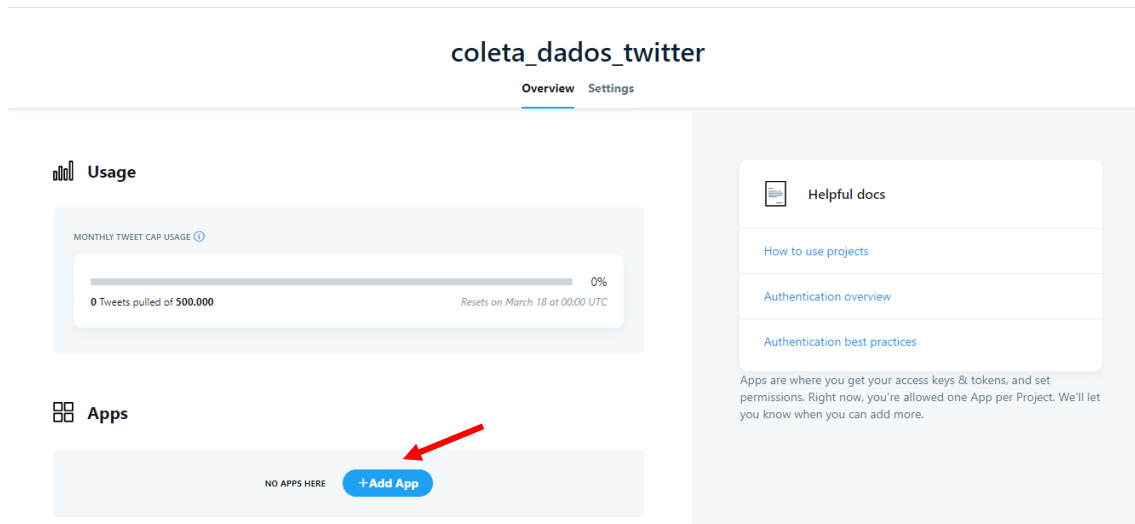 coleta_dados_twitter
Overview Settings
Usage
MONTHLY TWEET CAP USAGE
0%
0 Tweets pulled of 500.000
Resets on March 18 at 00:00 UTC
Apps
NO APPS HERE
+Add App
Helpful docs
How to use projects
Authentication overview
Authentication best practices
Apps are where you get your access keys & tokens, and set
permissions. Right now, you're allowed one App per Project. We'll let
you know when you can add more.